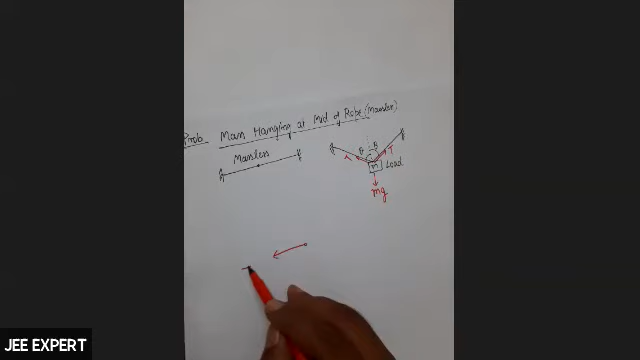 Prob Mass Hanging at Mid of Rope (Massless)
Massless
θ θ
T T
m Load
mg
JEE EXPERT